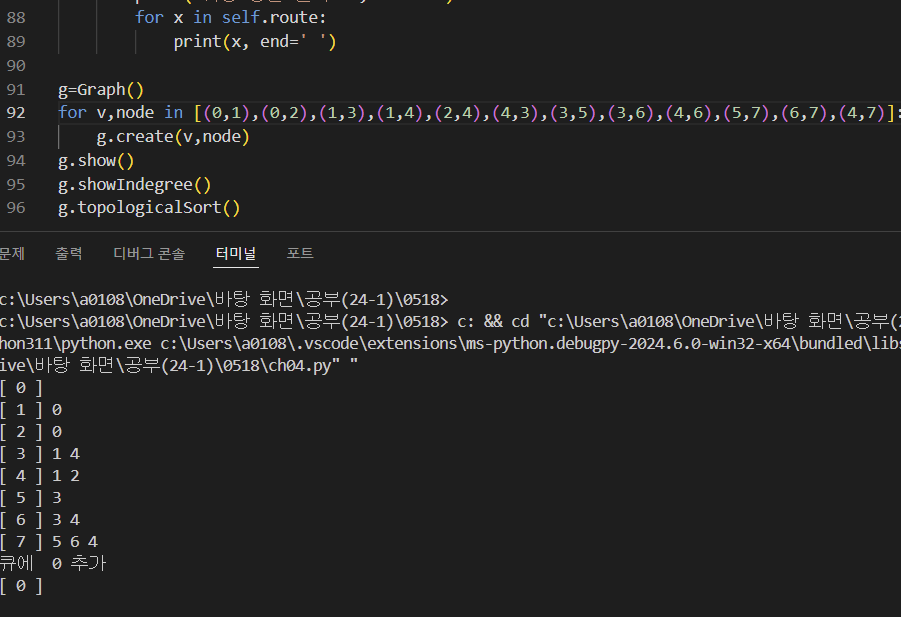 88 for x in self.route:
89 print(x, end=' ')
90
91 g=Graph()
92 for v,node in [(0,1),(0,2),(1,3),(1,4),(2,4),(4,3),(3,5),(3,6),(4,6),(5,7),(6,7),(4,7)]:
93 g.create(v,node)
94 g.show()
95 g.showIndegree()
96 g.topologicalSort()
문제 출력 디버그 콘솔 터미널 포트
c:\Users\a0108\OneDrive\바탕 화면\공부(24-1)\0518>
c:\Users\a0108\OneDrive\바탕 화면\공부(24-1)\0518> c: && cd "c:\Users\a0108\OneDrive\바탕 화면\공부(2
hon311\python.exe c:\Users\a0108\.vscode\extensions\ms-python.debugpy-2024.6.0-win32-x64\bundled\libs
ive\바탕 화면\공부(24-1)\0518\ch04.py" "
[ 0 ]
[ 1 ] 0
[ 2 ] 0
[ 3 ] 1 4
[ 4 ] 1 2
[ 5 ] 3
[ 6 ] 3 4
[ 7 ] 5 6 4
큐에 0 추가
[ 0 ]